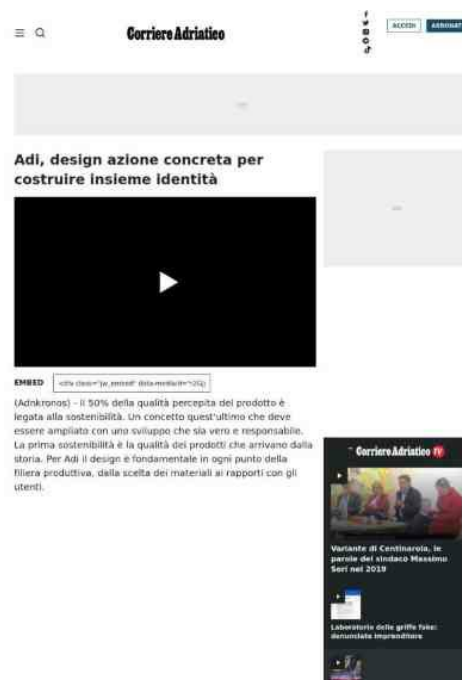 Corriere Adriatico
ACCEDI
ABBONATI
Adi, design azione concreta per
costruire insieme identità
EMBED
(Adnkronos) - Il 50% della qualità percepita del prodotto è
legata alla sostenibilità. Un concetto quest'ultimo che deve
essere ampliato con uno sviluppo che sia vero e responsabile.
La prima sostenibilità è la qualità dei prodotti che arrivano dalla
storia. Per Adi il design è fondamentale in ogni punto della
filiera produttiva, dalla scelta dei materiali ai rapporti con gli
utenti.
Corriere Adriatico TV
Variante di Centinarola, le
parole del sindaco Massimo
Seri nel 2019
Laboratorio delle griffe fake:
denunciato imprenditore